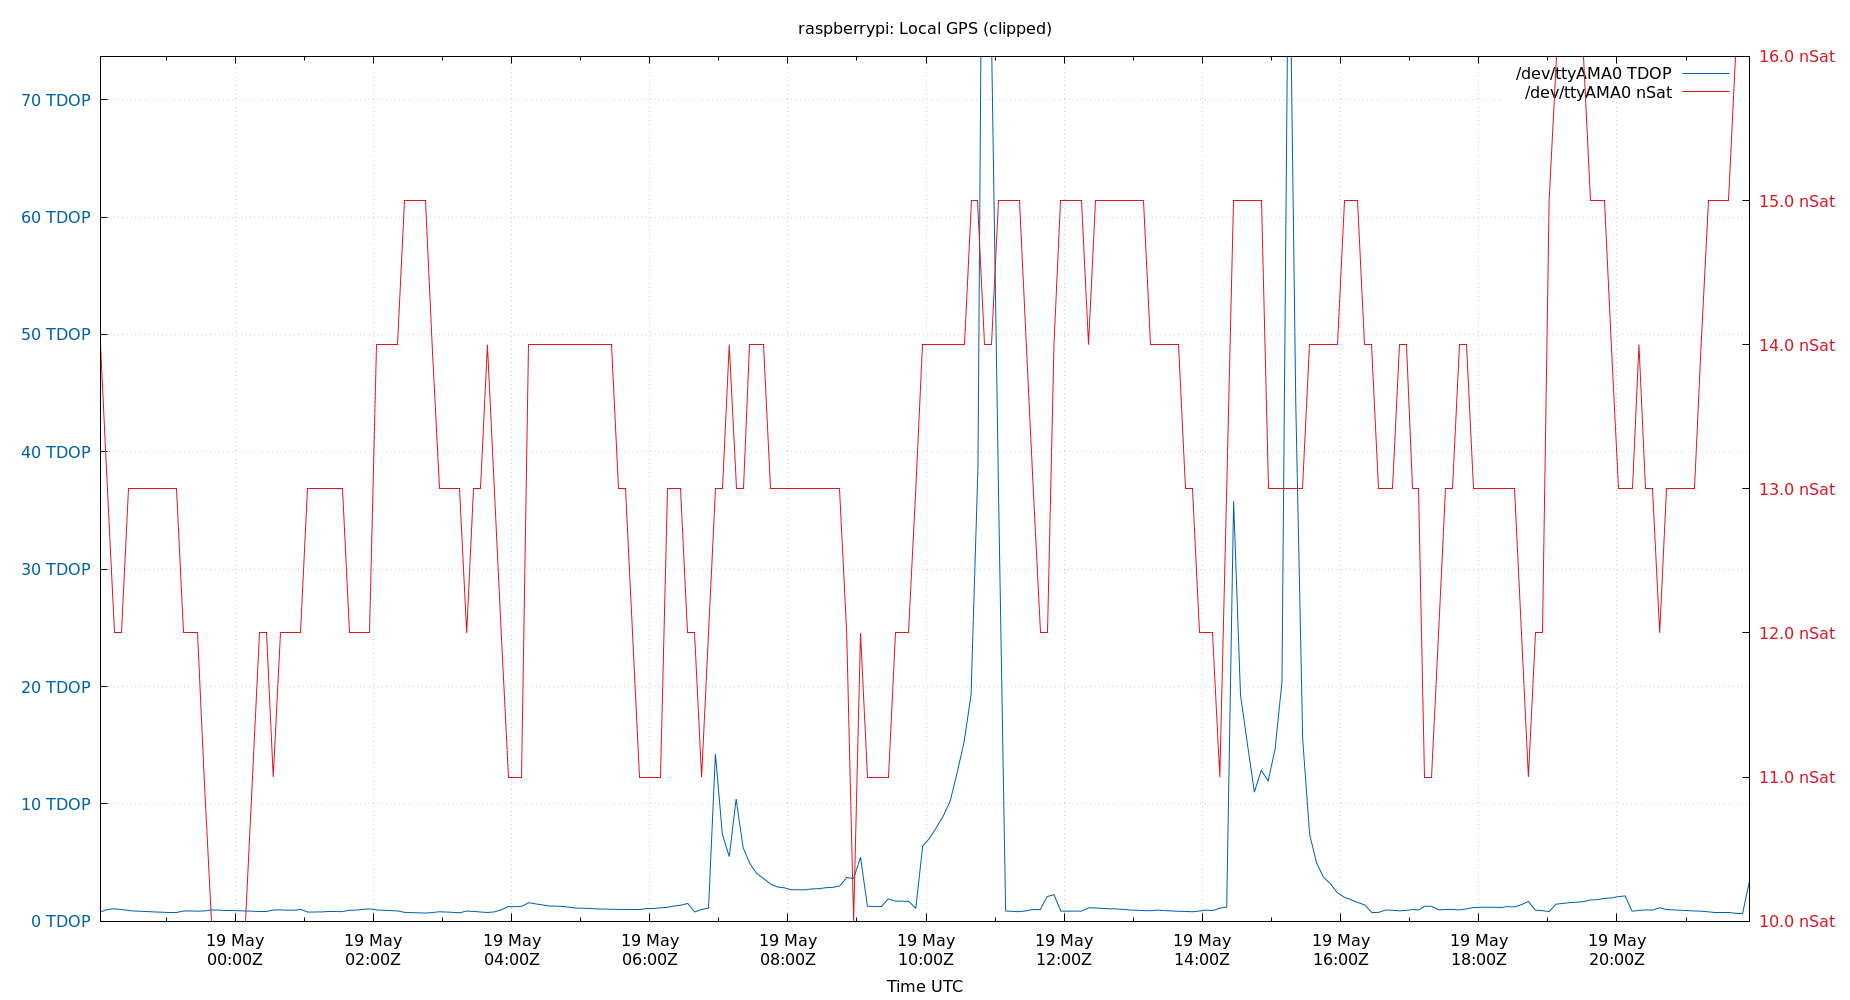 raspberrypi: Local GPS (clipped)
/dev/ttyAMA0 TDOP
/dev/ttyAMA0 nSat
70 TDOP
60 TDOP
50 TDOP
40 TDOP
30 TDOP
20 TDOP
10 TDOP
0 TDOP
16.0 nSat
15.0 nSat
14.0 nSat
13.0 nSat
12.0 nSat
11.0 nSat
10.0 nSat
19 May
00:00Z
19 May
02:00Z
19 May
04:00Z
19 May
06:00Z
19 May
08:00Z
19 May
10:00Z
19 May
12:00Z
19 May
14:00Z
19 May
16:00Z
19 May
18:00Z
19 May
20:00Z
Time UTC